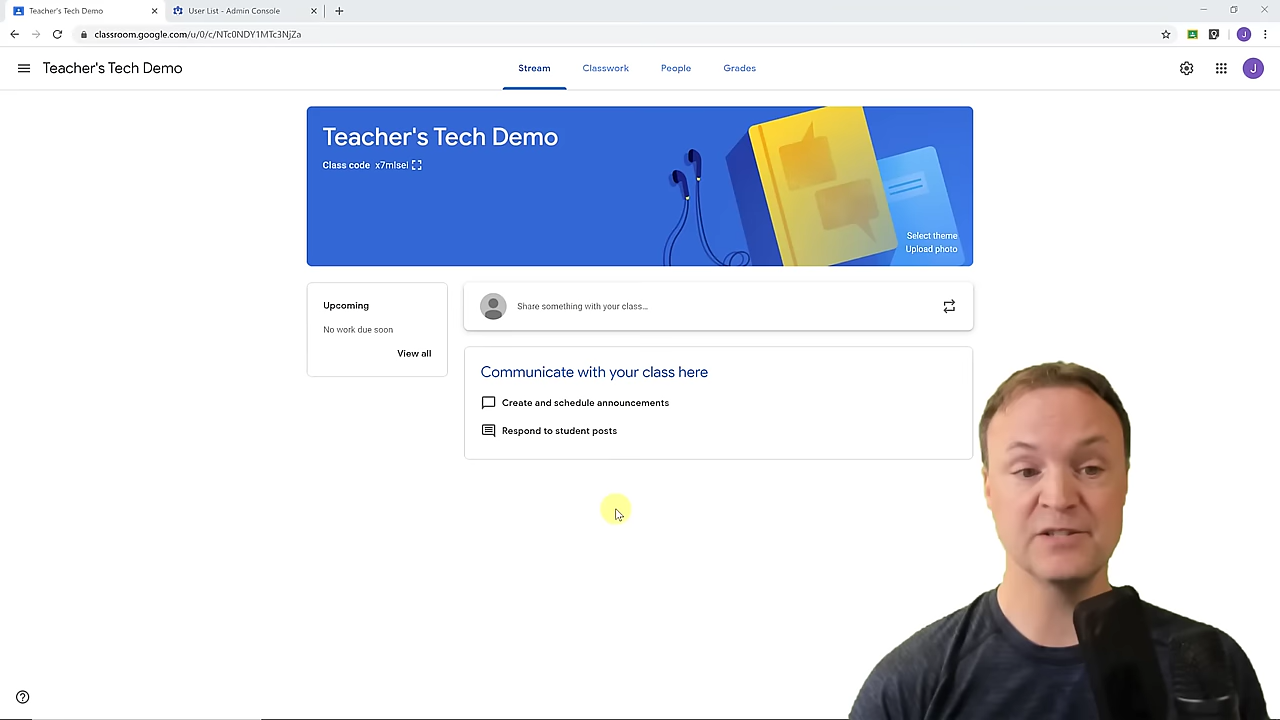 Teacher's Tech Demo
User List - Admin Console
classroom.google.com/u/0/c/NTc0NDY1MTc3NjZa
J
Teacher's Tech Demo
Stream
Classwork
People
Grades
J
Teacher's Tech Demo
Class code x7mlsel
Select theme
Upload photo
Upcoming
No work due soon
View all
Share something with your class...
Communicate with your class here
Create and schedule announcements
Respond to student posts